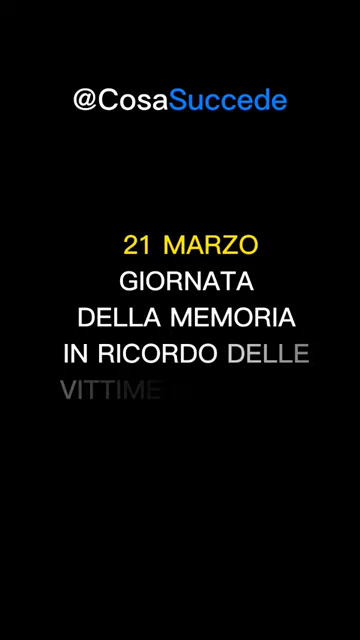 @CosaSuccede
21 MARZO
GIORNATA
DELLA MEMORIA
IN RICORDO DELLE
VITTIME